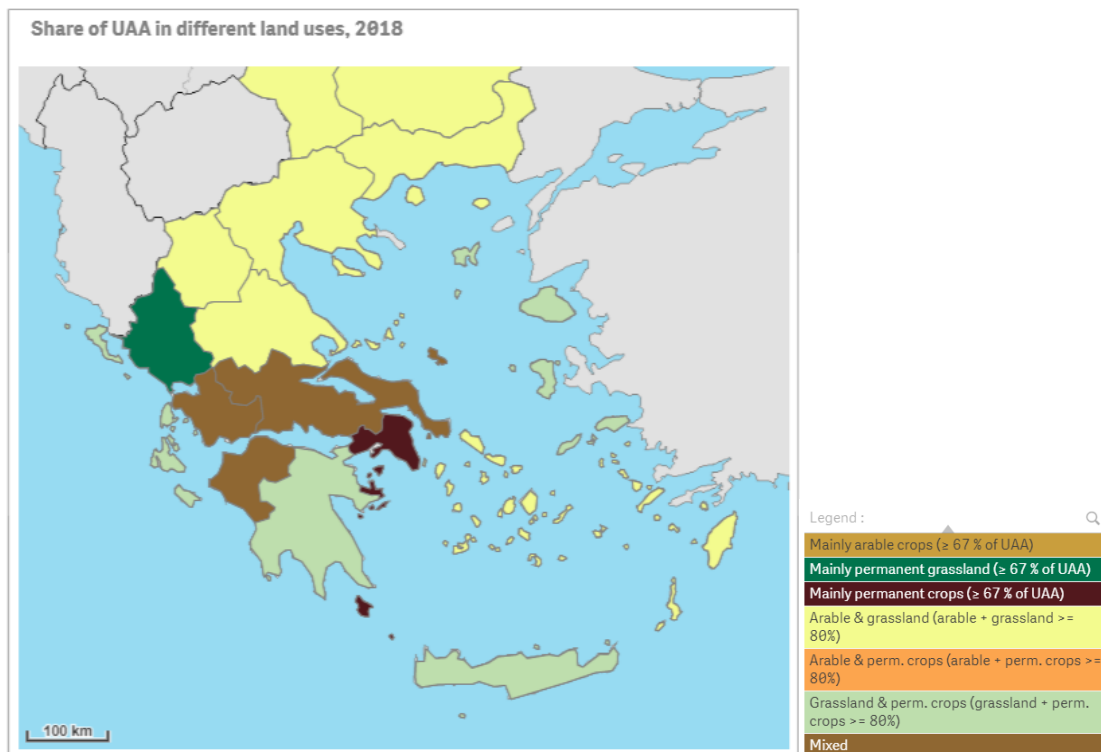 Share of UAA in different land uses, 2018
100 km
Legend :
Mainly arable crops (≥ 67 % of UAA)
Mainly permanent grassland (≥ 67 % of UAA)
Mainly permanent crops (≥ 67 % of UAA)
Arable & grassland (arable + grassland >=
80%)
Arable & perm. crops (arable + perm. crops >=
80%)
Grassland & perm. crops (grassland + perm.
crops >= 80%)
Mixed